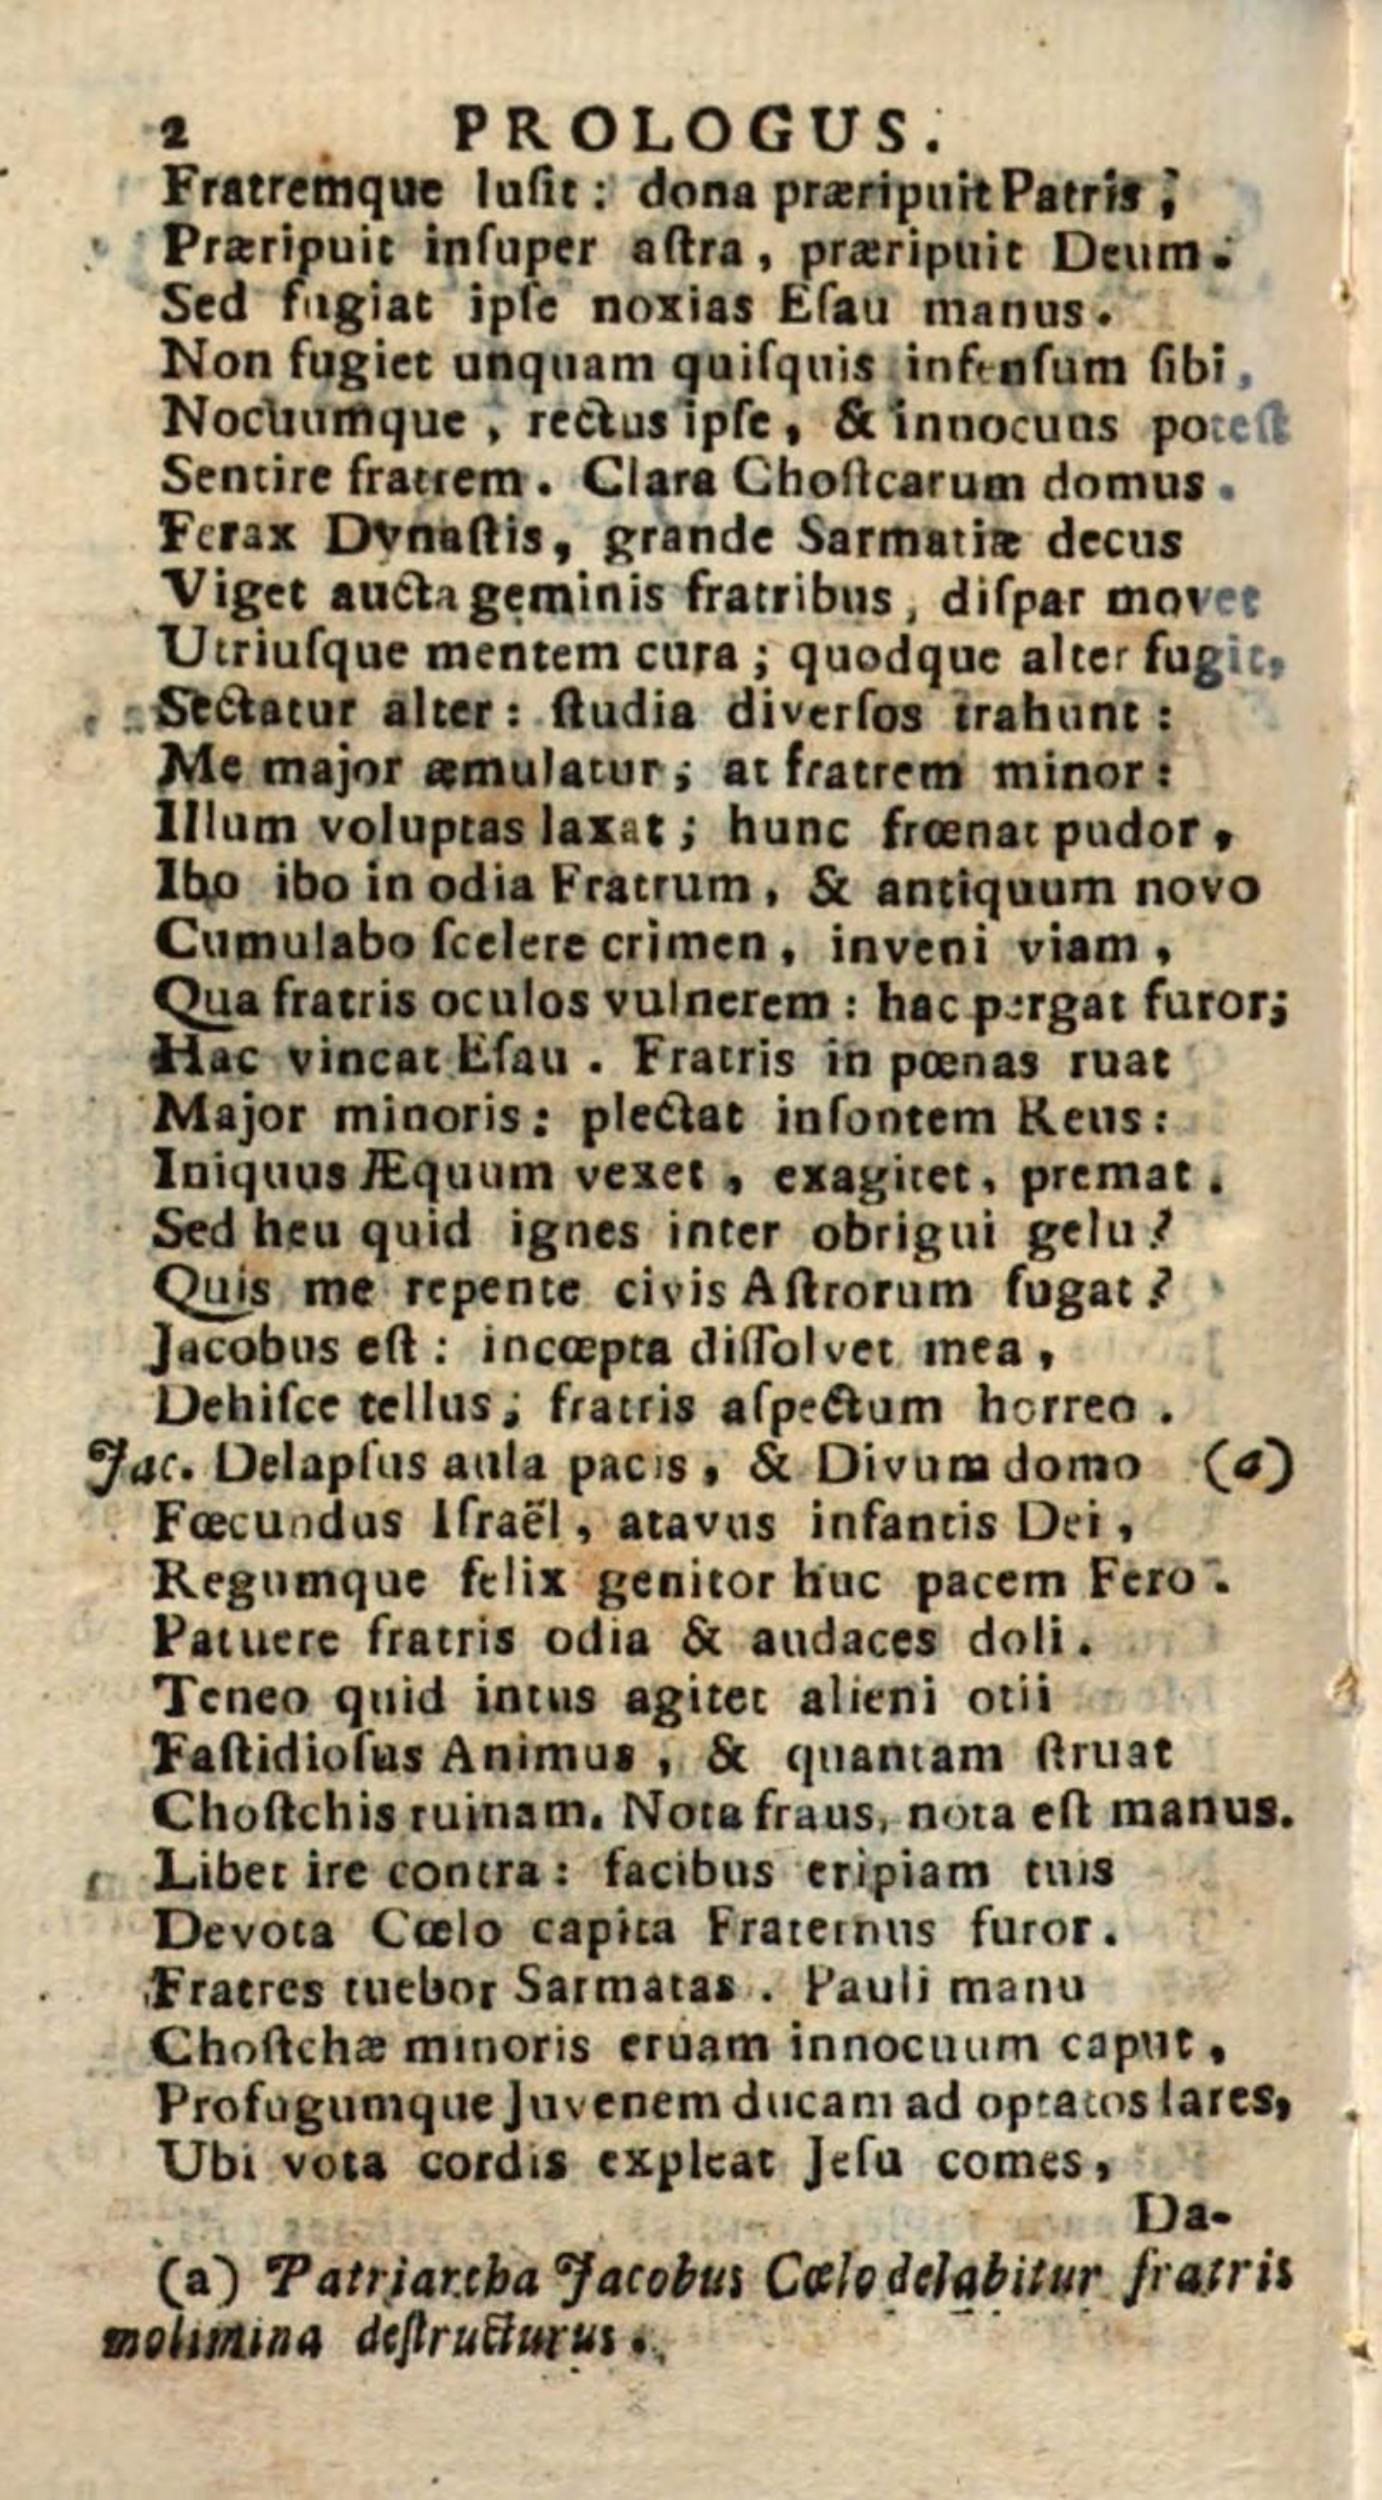 2 PROLOGUS.
Fratremque luſit: dona præripuit Patris;
Præripuit inſuper aſtra, præripuit Deum.
Sed fugiat ipſe noxias Eſau manus.
Non fugiet unquam quiſquis infenſum ſibi,
Nocuumque, rectus ipſe, & innocuus poteſt
Sentire fratrem. Clara Choſtcarum domus.
Ferax Dynaſtis, grande Sarmatiæ decus
Viget aucta geminis fratribus, diſpar movet
Utriuſque mentem cura; quodque alter fugit,
Sectatur alter: ſtudia diverſos trahunt:
Me major æmulatur; at fratrem minor:
Illum voluptas laxat; hunc frœnat pudor,
Ibo ibo in odia Fratrum, & antiquum novo
Cumulabo ſcelere crimen, inveni viam,
Qua fratris oculos vulnerem: hac pergat furor;
Hac vincat Eſau. Fratris in pœnas ruat
Major minoris: plectat inſontem Reus:
Iniquus Æquum vexet, exagitet, premat.
Sed heu quid ignes inter obrigui gelu?
Quis me repente civis Aſtrorum fugat?
Jacobus eſt: incœpta diſſolvet mea,
Dehiſce tellus; fratris aſpectum horreo.
Jac. Delapſus aula pacis, & Divum domo (a)
Fœcundus Iſraël, atavus infantis Dei,
Regumque felix genitor huc pacem Fero.
Patuere fratris odia & audaces doli.
Teneo quid intus agitet alieni otii
Faſtidioſus Animus, & quantam ſtruat
Choſtchis ruinam. Nota fraus, nota eſt manus.
Libet ire contra: facibus eripiam tuis
Devota Cœlo capita Fraternus furor.
Fratres tuebor Sarmatas. Pauli manu
Choſtchæ minoris eruam innocuum caput,
Profugumque Juvenem ducam ad optatos lares,
Ubi vota cordis expleat Jeſu comes,
Da-
(a) Patriarcha Jacobus Cœlo delabitur fratris
molimina deſtructurus.